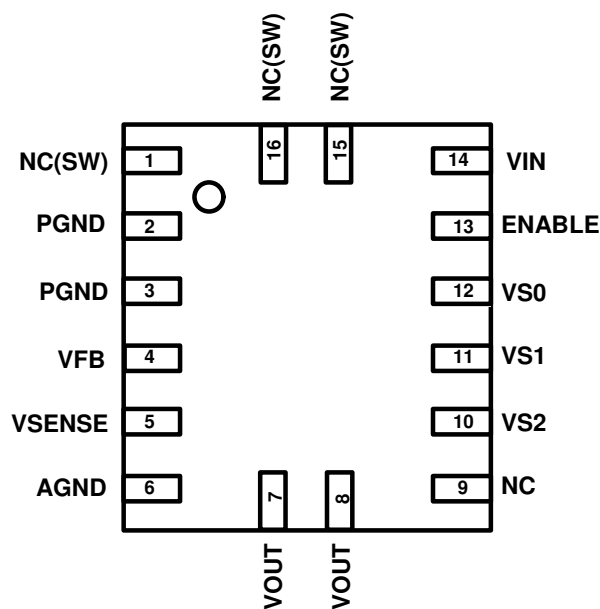 NC(SW) NC(SW)
16 15
NC(SW) 1 14 VIN
PGND 2 13 ENABLE
PGND 3 12 VS0
VFB 4 11 VS1
VSENSE 5 10 VS2
AGND 6 9 NC
7 8
VOUT VOUT